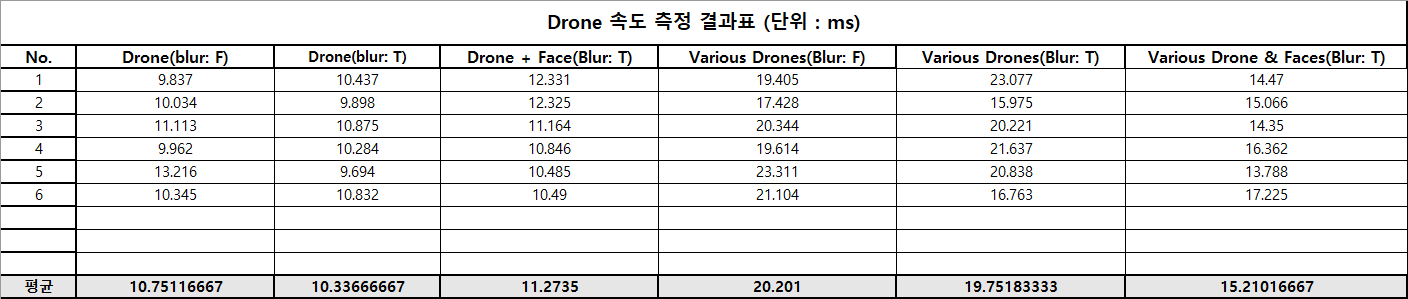 Drone 속도 측정 결과표 (단위 : ms)
No. Drone(blur: F) Drone(blur: T) Drone + Face(Blur: T) Various Drones(Blur: F) Various Drones(Blur: T) Various Drone & Faces(Blur: T)
1 9.837 10.437 12.331 19.405 23.077 14.47
2 10.034 9.898 12.325 17.428 15.975 15.066
3 11.113 10.875 11.164 20.344 20.221 14.35
4 9.962 10.284 10.846 19.614 21.637 16.362
5 13.216 9.694 10.485 23.311 20.838 13.788
6 10.345 10.832 10.49 21.104 16.763 17.225
평균 10.75116667 10.33666667 11.2735 20.201 19.75183333 15.21016667